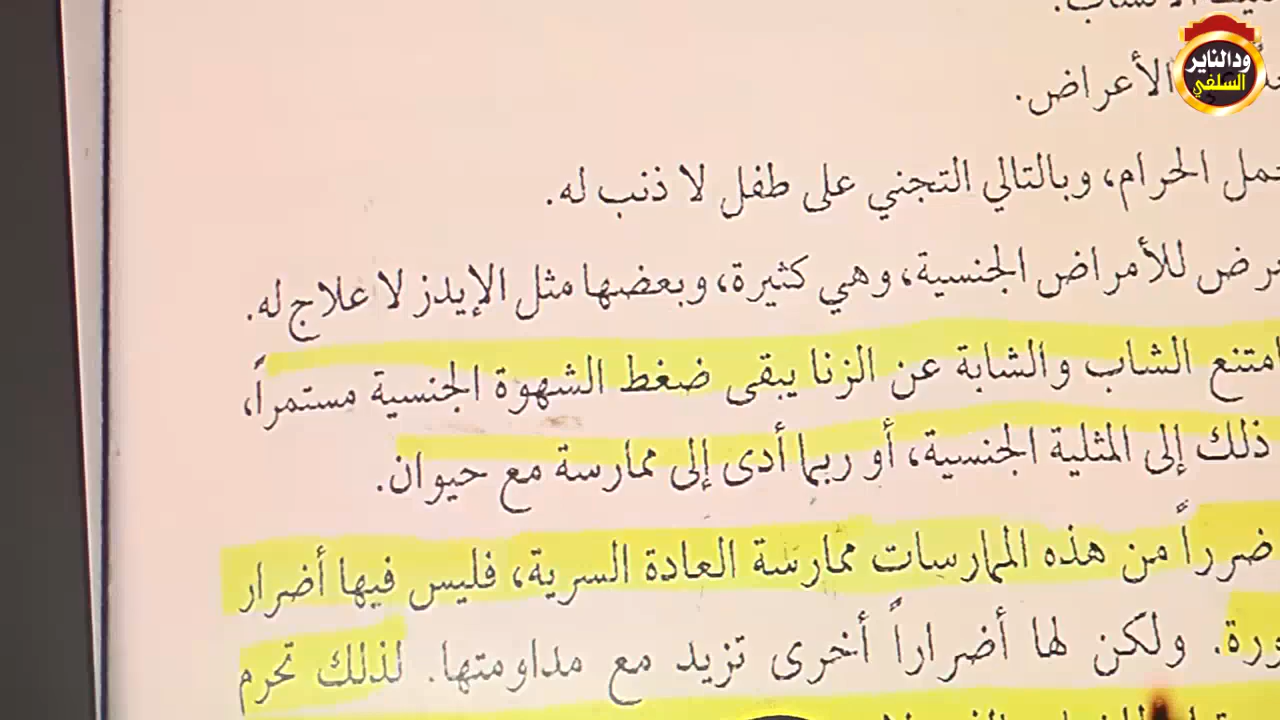 ودالناير
السلفي
الأعراض.
الحرام، وبالتالي التجني على طفل لا ذنب له.
للأمراض الجنسية، وهي كثيرة، وبعضها مثل الإيدز لا علاج له.
امتنع الشاب والشابة عن الزنا يبقى ضغط الشهوة الجنسية مستمراً،
ذلك إلى المثلية الجنسية، أو ربما أدى إلى ممارسة مع حيوان.
ضرراً من هذه الممارسات ممارسة العادة السرية، فليس فيها أضرار
ولكن لها أضراراً أخرى تزيد مع مداومتها. لذلك تحرم